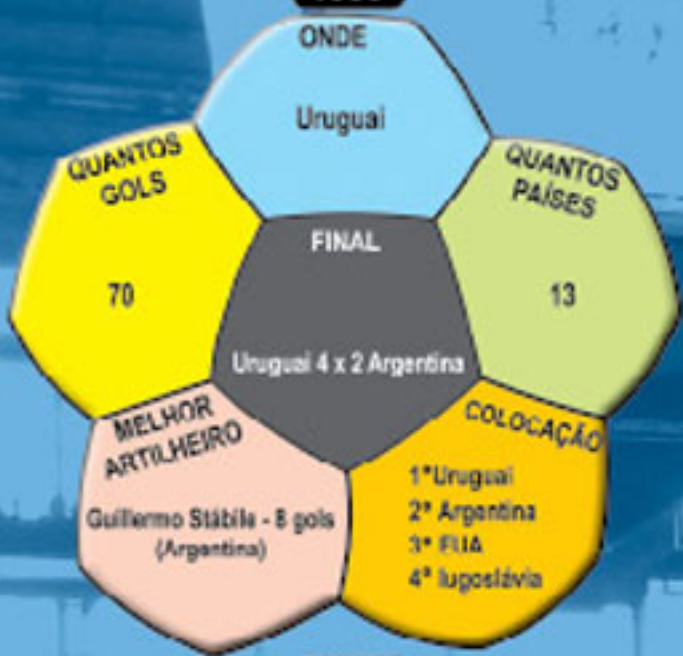 ONDE
Uruguai
QUANTOS
GOLS
70
QUANTOS
PAÍSES
13
FINAL
Uruguai 4 x 2 Argentina
MELHOR
ARTILHEIRO
Guillermo Stábile - 8 gols
(Argentina)
COLOCAÇÃO
1º Uruguai
2º Argentina
3º EUA
4º Iugoslávia